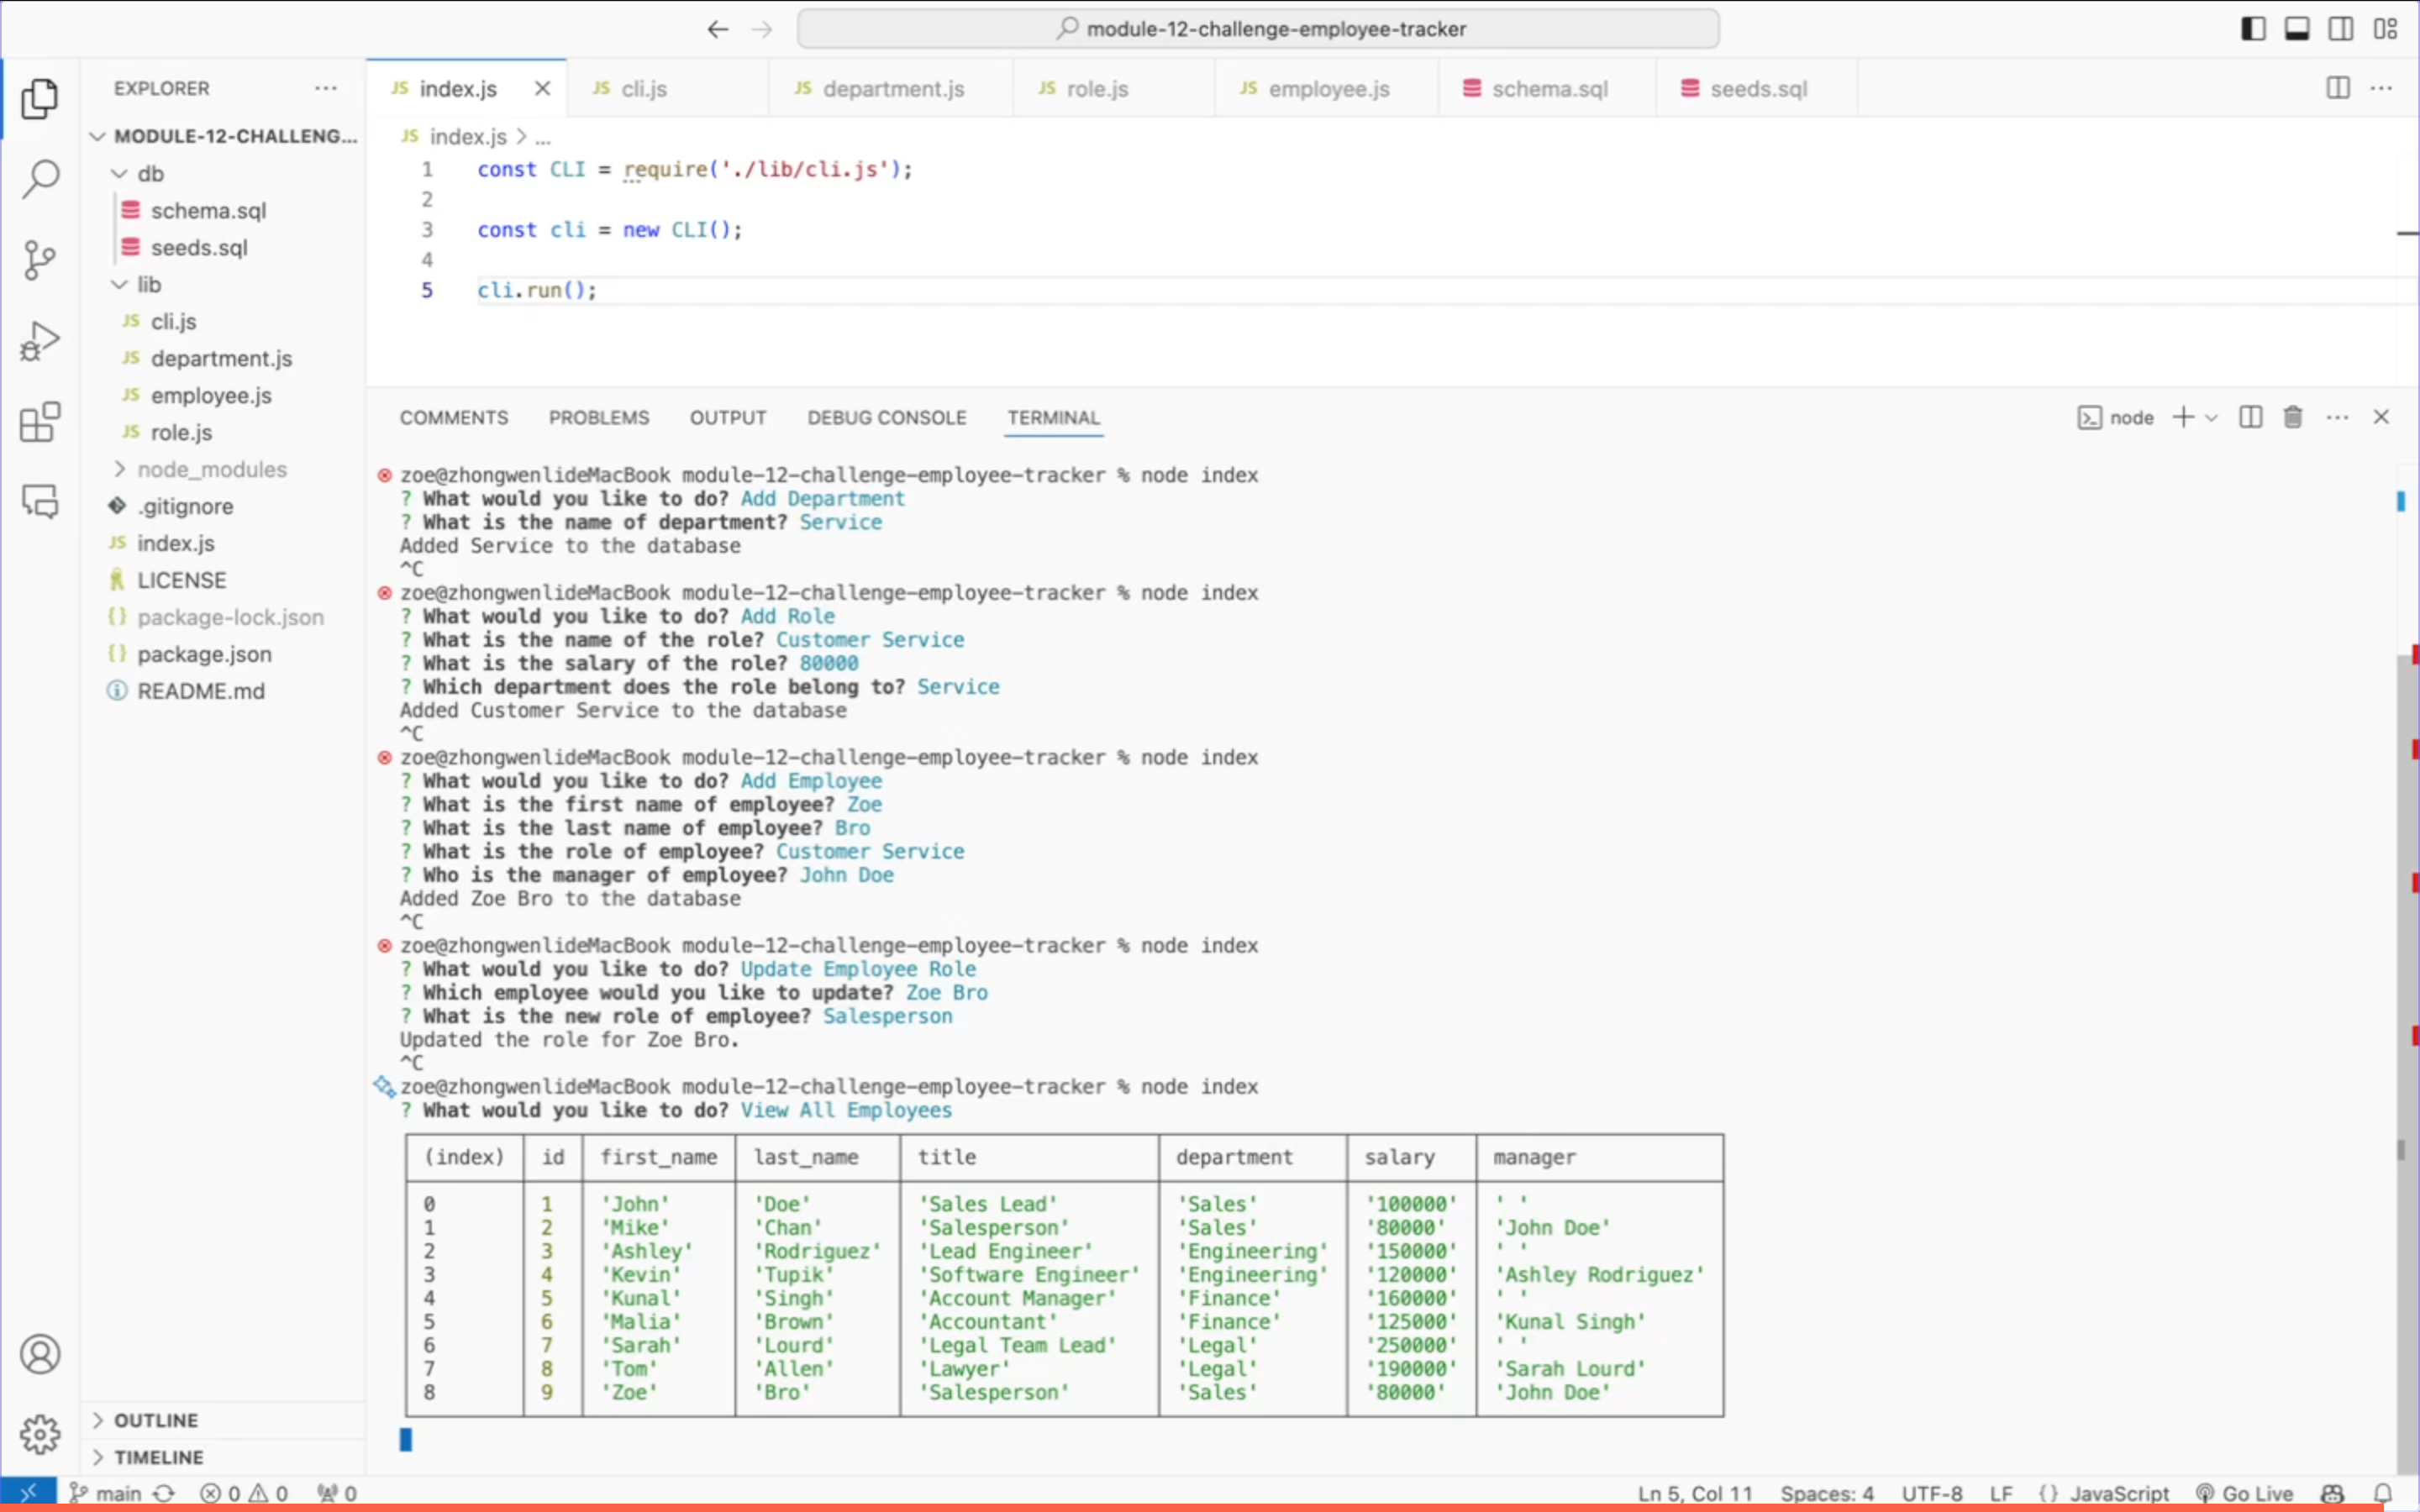 module-12-challenge-employee-tracker
EXPLORER
JS index.js
JS cli.js
JS department.js
JS role.js
JS employee.js
schema.sql
seeds.sql
MODULE-12-CHALLENG...
db
schema.sql
seeds.sql
lib
JS cli.js
JS department.js
JS employee.js
JS role.js
node_modules
.gitignore
JS index.js
LICENSE
{} package-lock.json
{} package.json
README.md
OUTLINE
TIMELINE
JS index.js > ...
1 const CLI = require('./lib/cli.js');
2
3 const cli = new CLI();
4
5 cli.run();
COMMENTS PROBLEMS OUTPUT DEBUG CONSOLE TERMINAL
node
zoe@zhongwenlideMacBook module-12-challenge-employee-tracker % node index
? What would you like to do? Add Department
? What is the name of department? Service
Added Service to the database
^C
zoe@zhongwenlideMacBook module-12-challenge-employee-tracker % node index
? What would you like to do? Add Role
? What is the name of the role? Customer Service
? What is the salary of the role? 80000
? Which department does the role belong to? Service
Added Customer Service to the database
^C
zoe@zhongwenlideMacBook module-12-challenge-employee-tracker % node index
? What would you like to do? Add Employee
? What is the first name of employee? Zoe
? What is the last name of employee? Bro
? What is the role of employee? Customer Service
? Who is the manager of employee? John Doe
Added Zoe Bro to the database
^C
zoe@zhongwenlideMacBook module-12-challenge-employee-tracker % node index
? What would you like to do? Update Employee Role
? Which employee would you like to update? Zoe Bro
? What is the new role of employee? Salesperson
Updated the role for Zoe Bro.
^C
zoe@zhongwenlideMacBook module-12-challenge-employee-tracker % node index
? What would you like to do? View All Employees
(index) id first_name last_name title department salary manager
0 1 'John' 'Doe' 'Sales Lead' 'Sales' '100000' ' '
1 2 'Mike' 'Chan' 'Salesperson' 'Sales' '80000' 'John Doe'
2 3 'Ashley' 'Rodriguez' 'Lead Engineer' 'Engineering' '150000' ' '
3 4 'Kevin' 'Tupik' 'Software Engineer' 'Engineering' '120000' 'Ashley Rodriguez'
4 5 'Kunal' 'Singh' 'Account Manager' 'Finance' '160000' ' '
5 6 'Malia' 'Brown' 'Accountant' 'Finance' '125000' 'Kunal Singh'
6 7 'Sarah' 'Lourd' 'Legal Team Lead' 'Legal' '250000' ' '
7 8 'Tom' 'Allen' 'Lawyer' 'Legal' '190000' 'Sarah Lourd'
8 9 'Zoe' 'Bro' 'Salesperson' 'Sales' '80000' 'John Doe'
main 0 0 0 Ln 5, Col 11 Spaces: 4 UTF-8 LF {} JavaScript Go Live